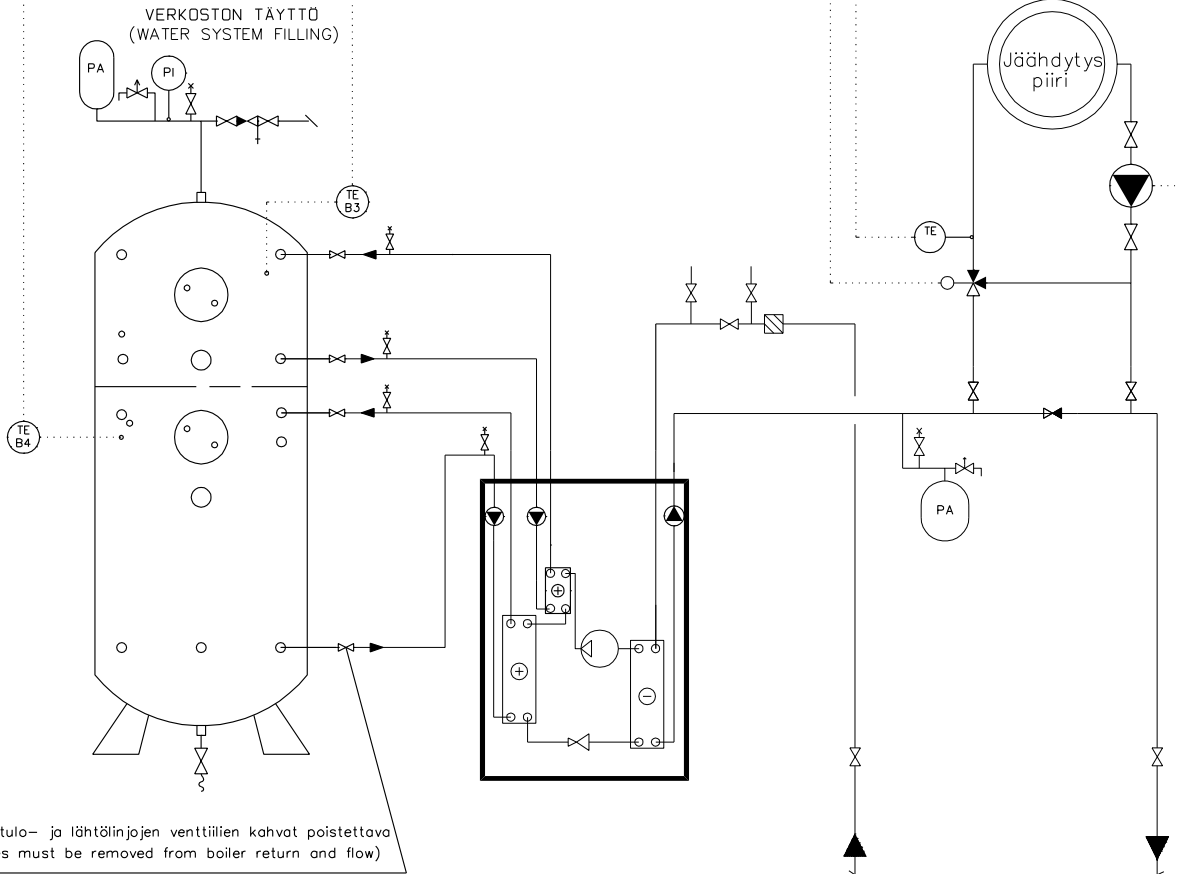 VERKOSTON TÄYTTÖ
(WATER SYSTEM FILLING)
PA
PI
Jäähdytys
piiri
TE
B3
TE
TE
B4
PA
tulo- ja lähtölinjojen venttiilien kahvat poistettava
must be removed from boiler return and flow)